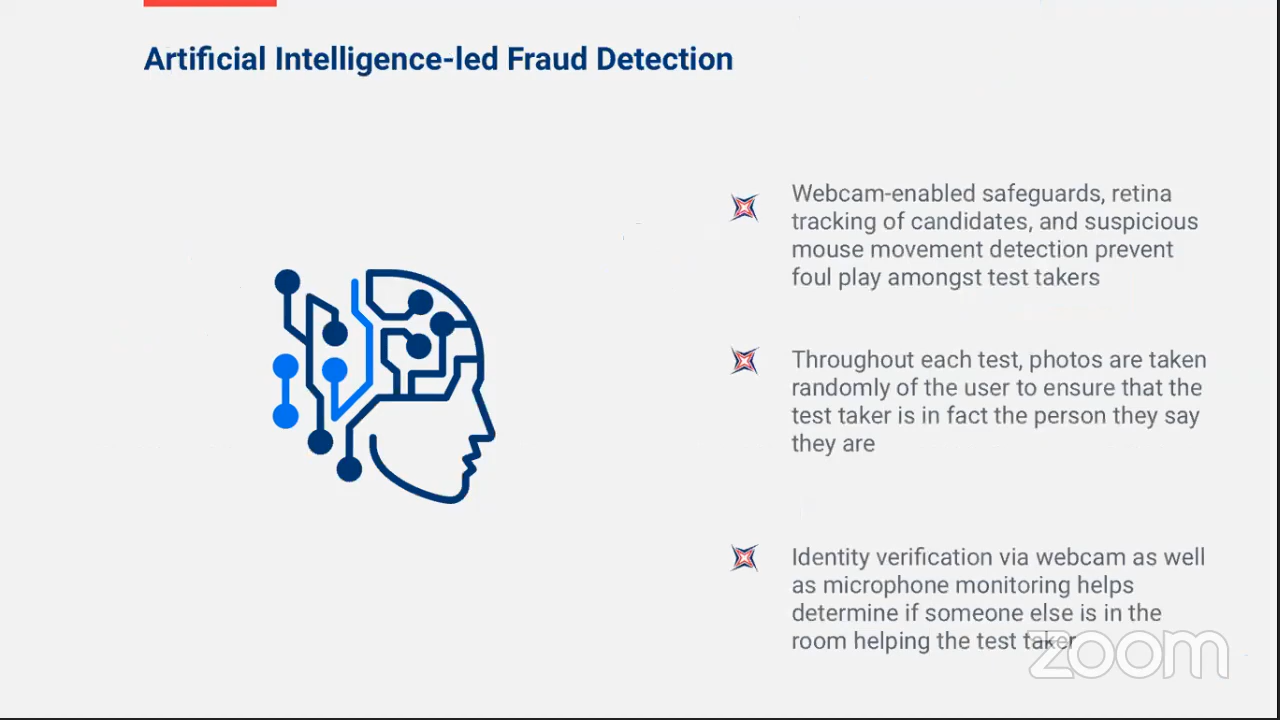 Artificial Intelligence-led Fraud Detection
Webcam-enabled safeguards, retina
tracking of candidates, and suspicious
mouse movement detection prevent
foul play amongst test takers
Throughout each test, photos are taken
randomly of the user to ensure that the
test taker is in fact the person they say
they are
Identity verification via webcam as well
as microphone monitoring helps
determine if someone else is in the
room helping the test taker
zoom